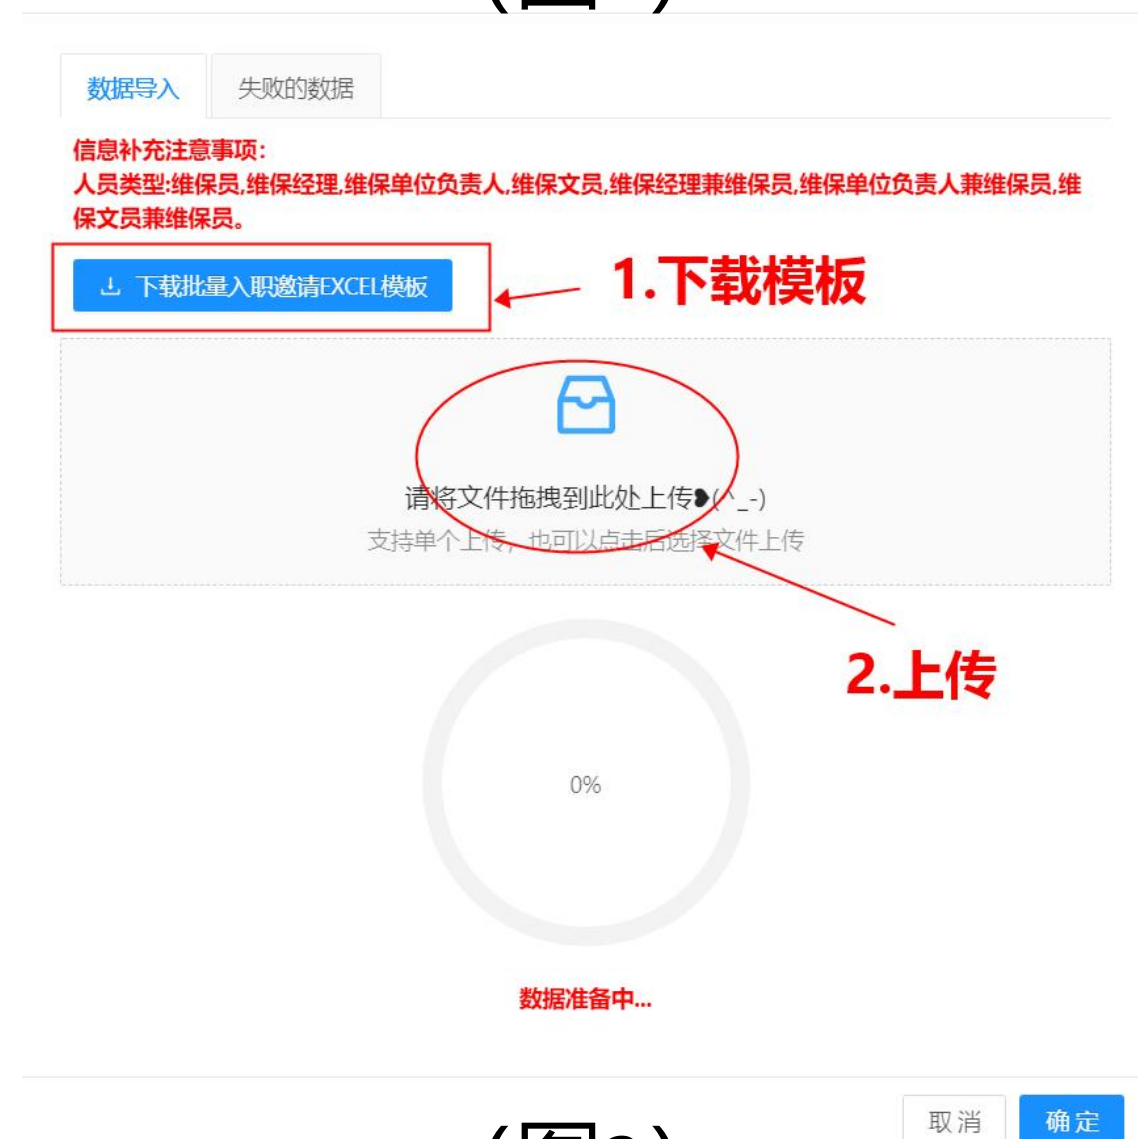 数据导入 失败的数据
信息补充注意事项:
人员类型:维保员,维保经理,维保单位负责人,维保文员,维保经理兼维保员,维保单位负责人兼维保员,维
保文员兼维保员。
下载批量入职邀请EXCEL模板
1.下载模板
请将文件拖拽到此处上传❥(^_-)
支持单个上传，也可以点击后选择文件上传
2.上传
0%
数据准备中...
取 消 确 定